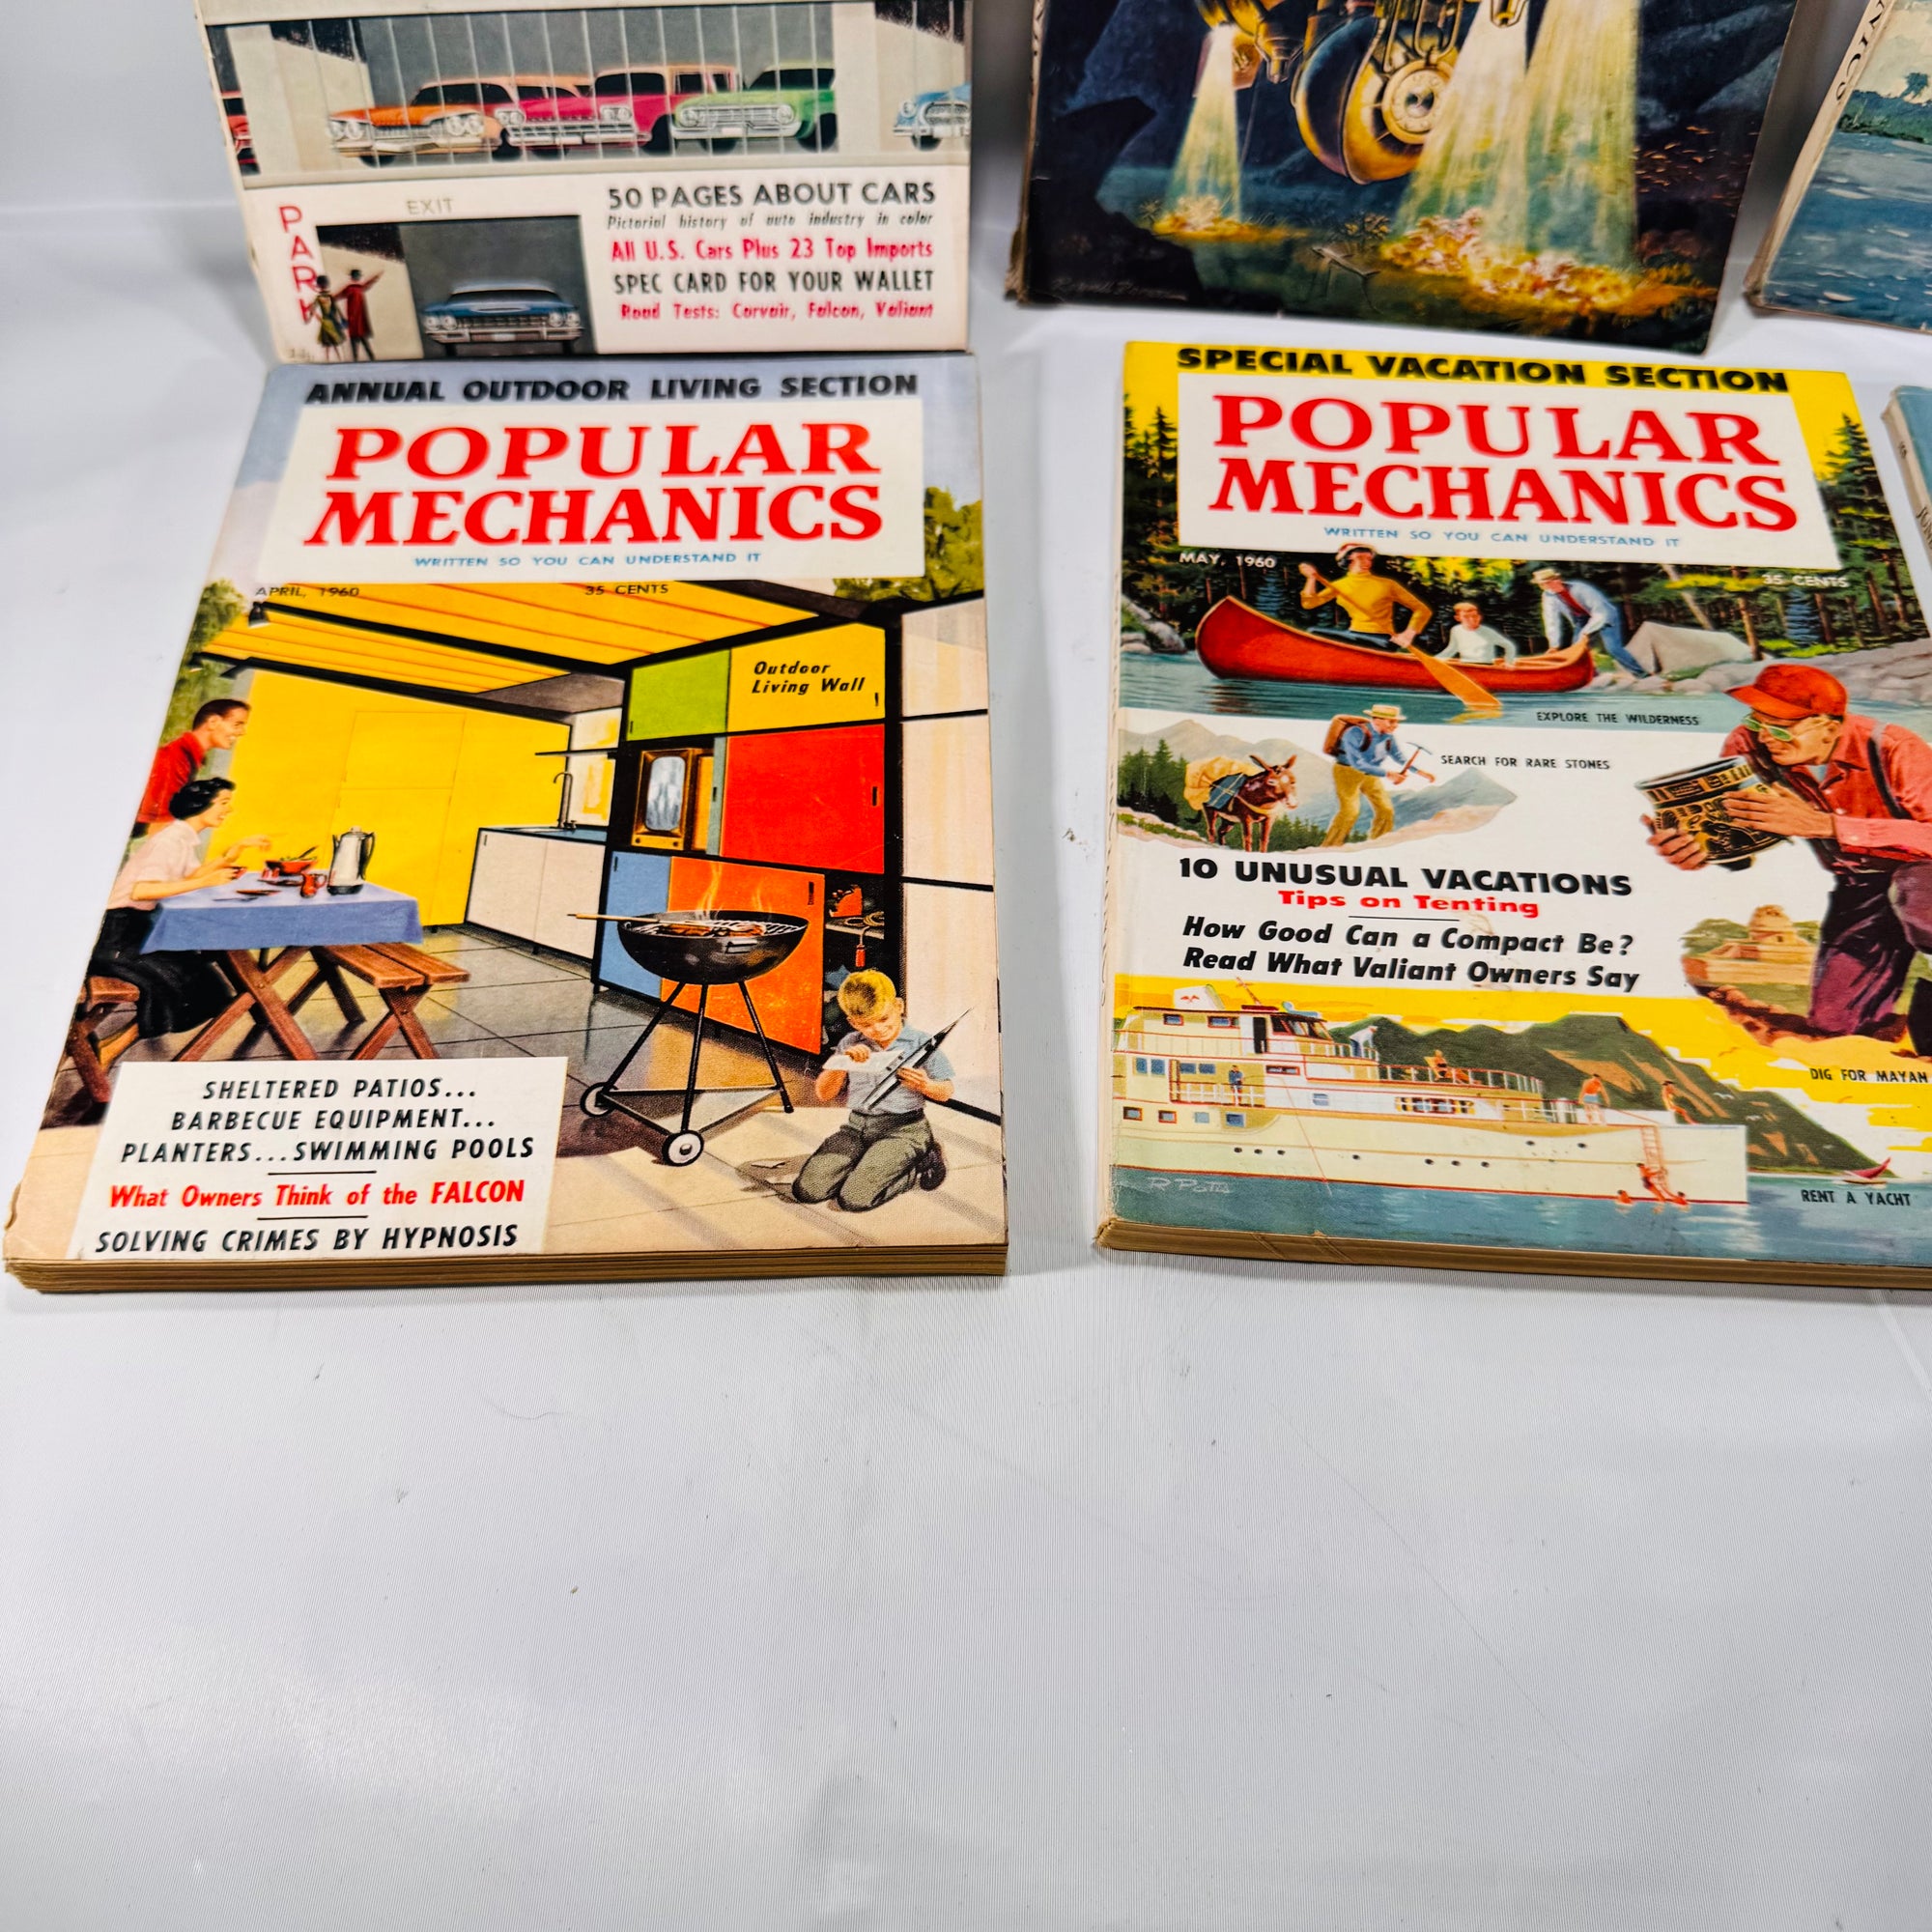 PARK
EXIT
50 PAGES ABOUT CARS
Pictorial history of auto industry in color
All U.S. Cars Plus 23 Top Imports
SPEC CARD FOR YOUR WALLET
Road Tests: Corvair, Falcon, Valiant
ANNUAL OUTDOOR LIVING SECTION
POPULAR
MECHANICS
WRITTEN SO YOU CAN UNDERSTAND IT
APRIL, 1960
35 CENTS
Outdoor
Living Wall
SHELTERED PATIOS...
BARBECUE EQUIPMENT...
PLANTERS...SWIMMING POOLS
What Owners Think of the FALCON
SOLVING CRIMES BY HYPNOSIS
SPECIAL VACATION SECTION
POPULAR
MECHANICS
WRITTEN SO YOU CAN UNDERSTAND IT
MAY, 1960
35 CENTS
EXPLORE THE WILDERNESS
SEARCH FOR RARE STONES
10 UNUSUAL VACATIONS
Tips on Tenting
How Good Can a Compact Be?
Read What Valiant Owners Say
DIG FOR MAYAN
RENT A YACHT